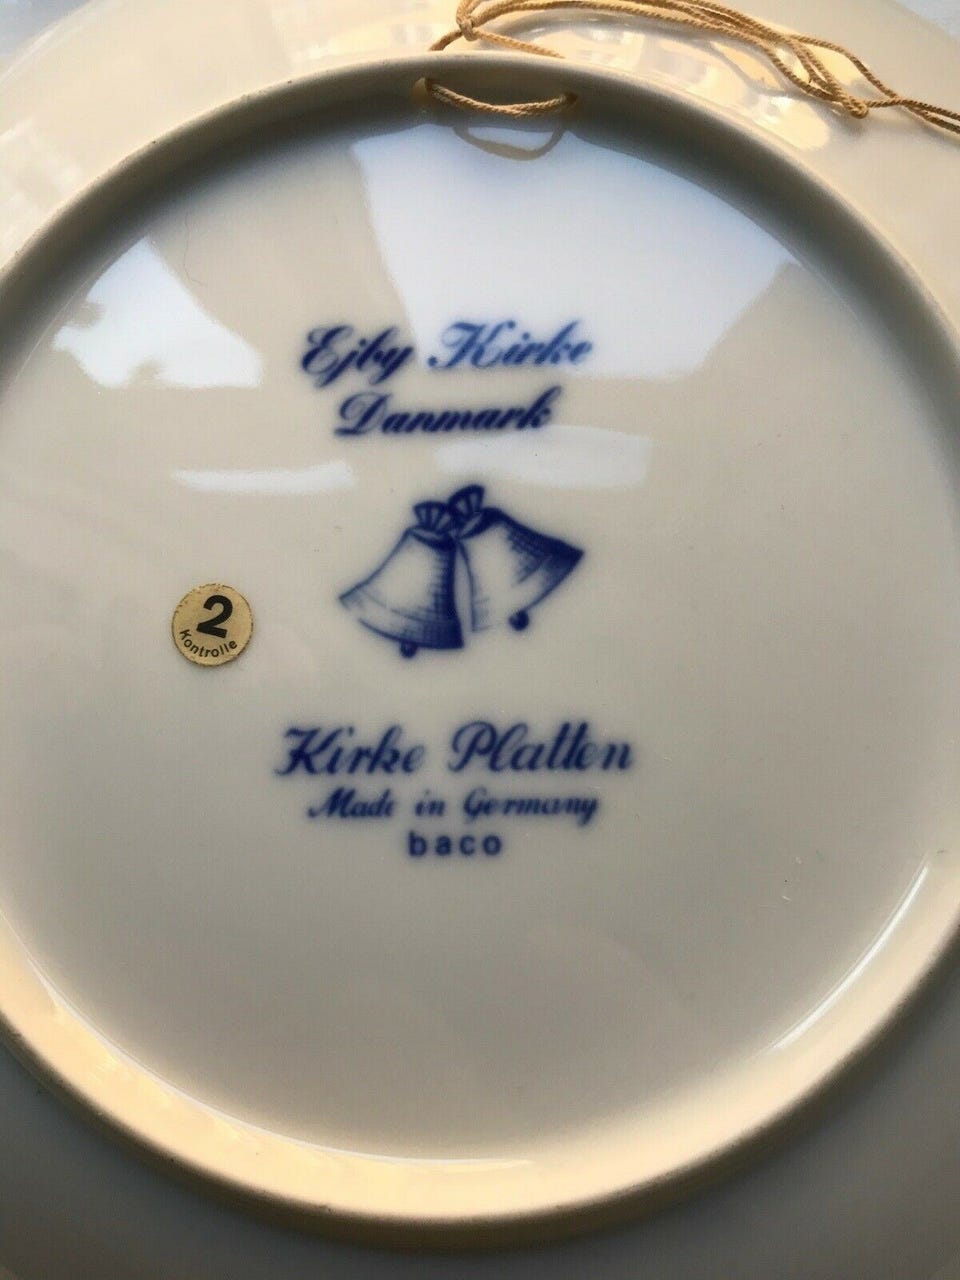 Ejby Kirke
Danmark
2
Kontrolle
Kirke Platten
Made in Germany
baco